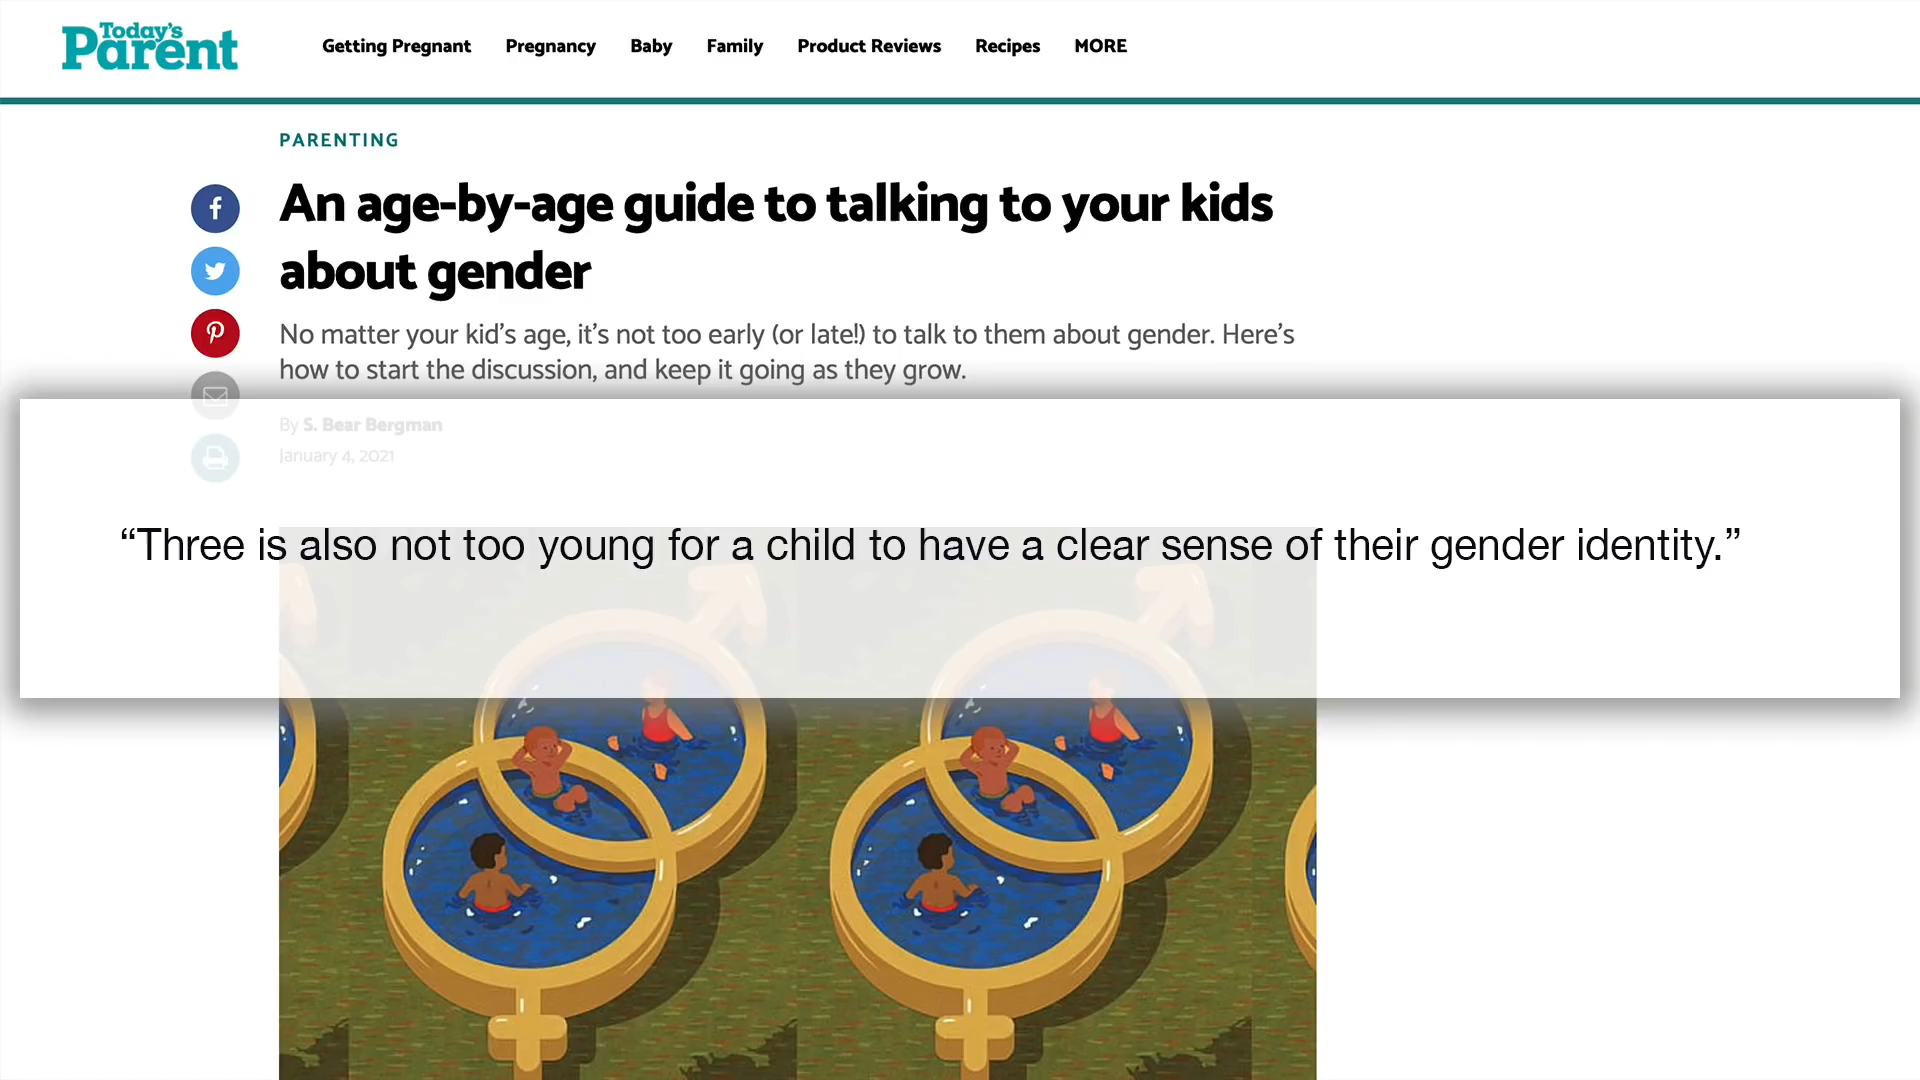 Today's
Parent
Getting Pregnant Pregnancy Baby Family Product Reviews Recipes MORE
PARENTING
An age-by-age guide to talking to your kids
about gender
No matter your kid's age, it's not too early (or late!) to talk to them about gender. Here's
how to start the discussion, and keep it going as they grow.
By S. Bear Bergman
January 4, 2021
“Three is also not too young for a child to have a clear sense of their gender identity.”